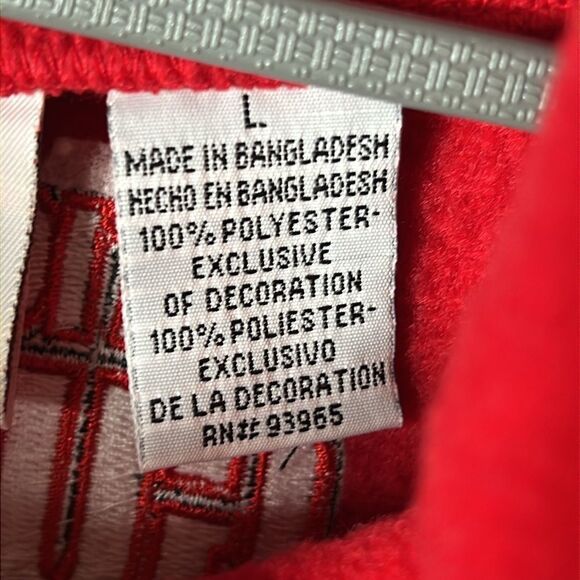 L
MADE IN BANGLADESH
HECHO EN BANGLADESH
100% POLYESTER-
EXCLUSIVE
OF DECORATION
100% POLIESTER-
EXCLUSIVO
DE LA DECORATION
RN# 93965